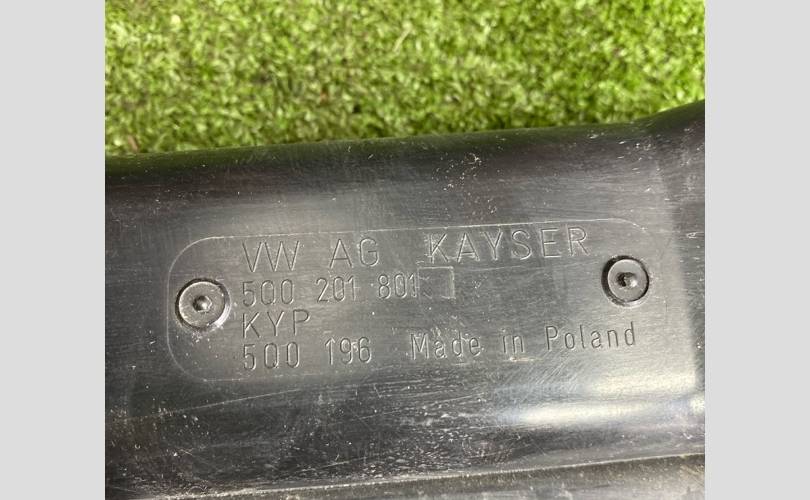 VW AG KAYSER
5Q0 201 801
KYP
5Q0 196 Made in Poland